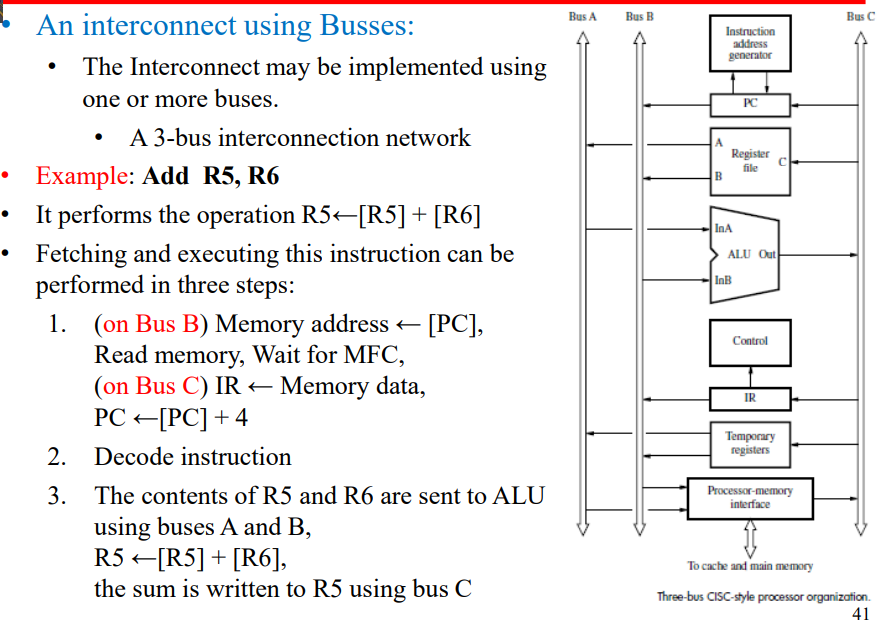 • An interconnect using Busses:
• The Interconnect may be implemented using
one or more buses.
• A 3-bus interconnection network
• Example: Add R5, R6
• It performs the operation R5←[R5] + [R6]
• Fetching and executing this instruction can be
performed in three steps:
1. (on Bus B) Memory address ← [PC],
Read memory, Wait for MFC,
(on Bus C) IR ← Memory data,
PC ←[PC] + 4
2. Decode instruction
3. The contents of R5 and R6 are sent to ALU
using buses A and B,
R5 ←[R5] + [R6],
the sum is written to R5 using bus C
Bus A Bus B Bus C
Instruction
address
generator
PC
A
Register
file
C
B
InA
ALU Out
InB
Control
IR
Temporary
registers
Processor-memory
interface
To cache and main memory
Three-bus CISC-style processor organization.
41